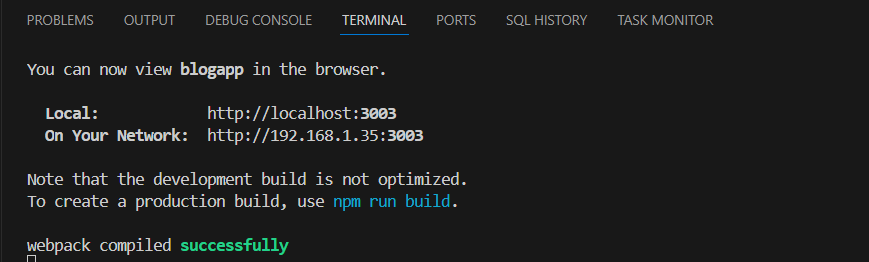 PROBLEMS OUTPUT DEBUG CONSOLE TERMINAL PORTS SQL HISTORY TASK MONITOR
You can now view blogapp in the browser.
Local: http://localhost:3003
On Your Network: http://192.168.1.35:3003
Note that the development build is not optimized.
To create a production build, use npm run build.
webpack compiled successfully